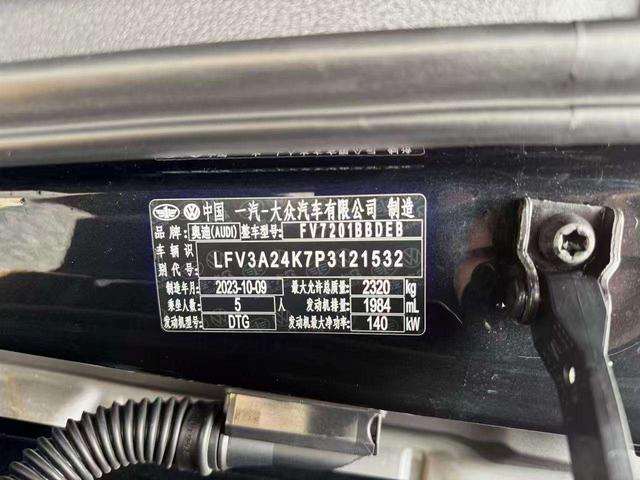 中国 一汽-大众汽车有限公司 制造
品牌: 奥迪(AUDI) 整车型号: FV7201BBDEB
车辆识别代号: LFV3A24K7P3121532
制造年月: 2023-10-09 最大允许总质量: 2320 kg
乘坐人数: 5 人 发动机排量: 1984 mL
发动机型号: DTG 发动机最大净功率: 140 kW